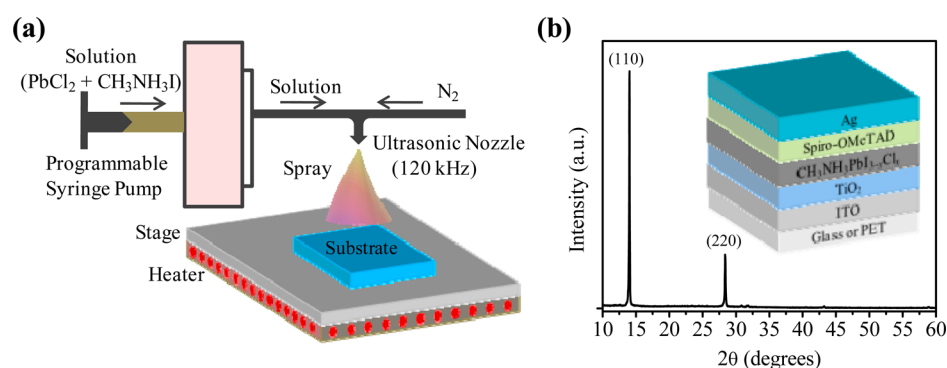 (a)
Solution
(PbCl₂ + CH₃NH₃I)
Solution
N₂
Programmable
Syringe Pump
Ultrasonic Nozzle
(120 kHz)
Spray
Stage
Heater
Substrate
(b)
Intensity (a.u.)
(110)
(220)
Ag
Spiro-OMeTAD
CH₃NH₃PbI₃₋ₓClₓ
TiO₂
ITO
Glass or PET
10 15 20 25 30 35 40 45 50 55 60
2θ (degrees)